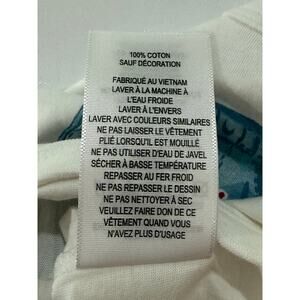 100% COTON
SAUF DÉCORATION
FABRIQUÉ AU VIETNAM
LAVER À LA MACHINE À
L'EAU FROIDE
LAVER À L'ENVERS
LAVER AVEC COULEURS SIMILAIRES
NE PAS LAISSER LE VÊTEMENT
PLIÉ LORSQU'IL EST MOUILLÉ
NE PAS UTILISER D'EAU DE JAVEL
SÉCHER À BASSE TEMPÉRATURE
REPASSER AU FER FROID
NE PAS REPASSER LE DESSIN
NE PAS NETTOYER À SEC
VEUILLEZ FAIRE DON DE CE
VÊTEMENT QUAND VOUS
N'AVEZ PLUS D'USAGE